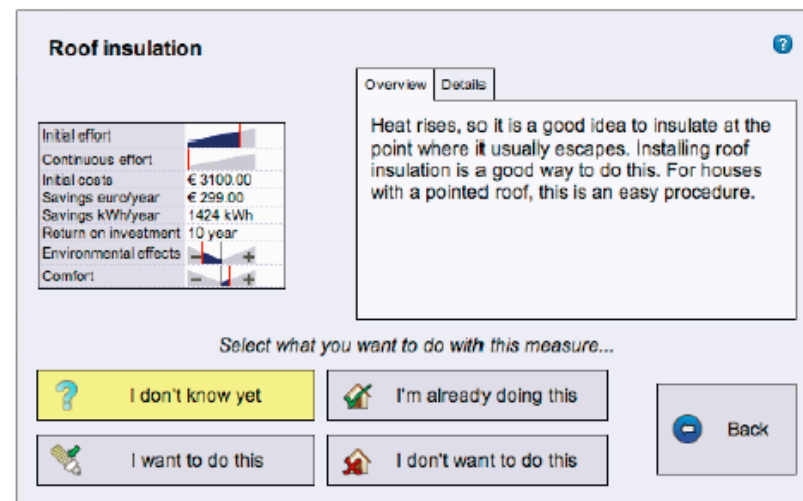 Roof insulation
?
Overview Details
Heat rises, so it is a good idea to insulate at the
point where it usually escapes. Installing roof
insulation is a good way to do this. For houses
with a pointed roof, this is an easy procedure.
Initial effort
Continuous effort
Initial costs € 3100.00
Savings euro/year € 299.00
Savings kWh/year 1424 kWh
Return on investment 10 year
Environmental effects - +
Comfort - +
Select what you want to do with this measure...
? I don't know yet
I'm already doing this
I want to do this
I don't want to do this
Back